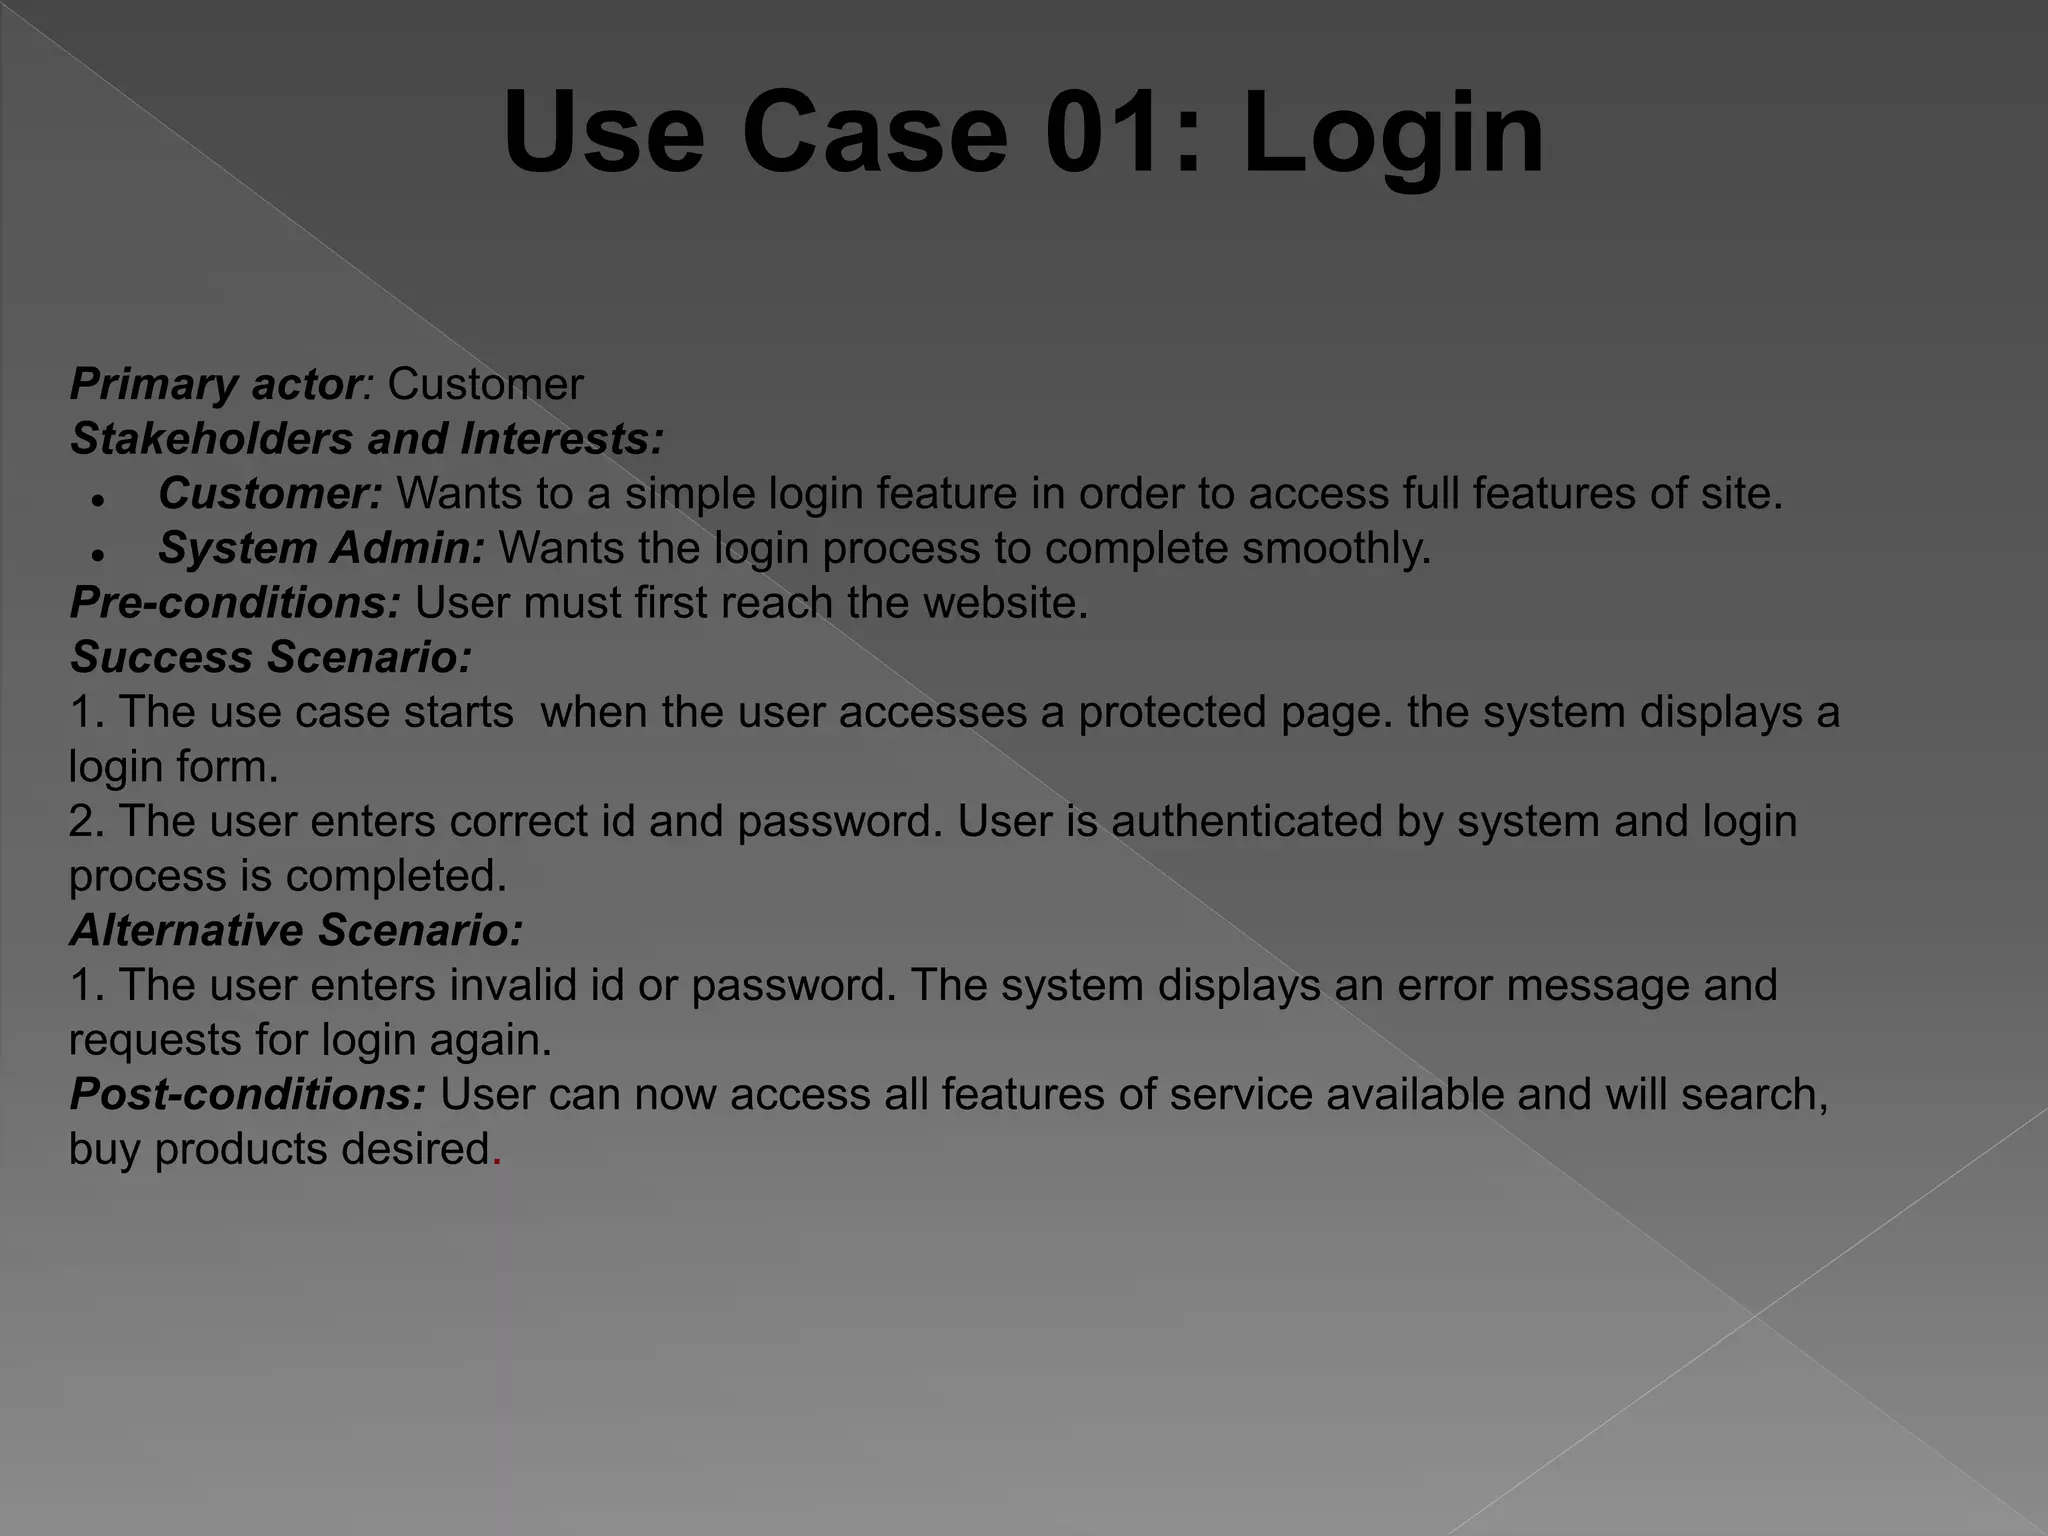 Use Case 01: Login
Primary actor: Customer
Stakeholders and Interests:
● Customer: Wants to a simple login feature in order to access full features of site.
● System Admin: Wants the login process to complete smoothly.
Pre-conditions: User must first reach the website.
Success Scenario:
1. The use case starts  when the user accesses a protected page. the system displays a
login form.
2. The user enters correct id and password. User is authenticated by system and login
process is completed.
Alternative Scenario:
1. The user enters invalid id or password. The system displays an error message and
requests for login again.
Post-conditions: User can now access all features of service available and will search,
buy products desired.